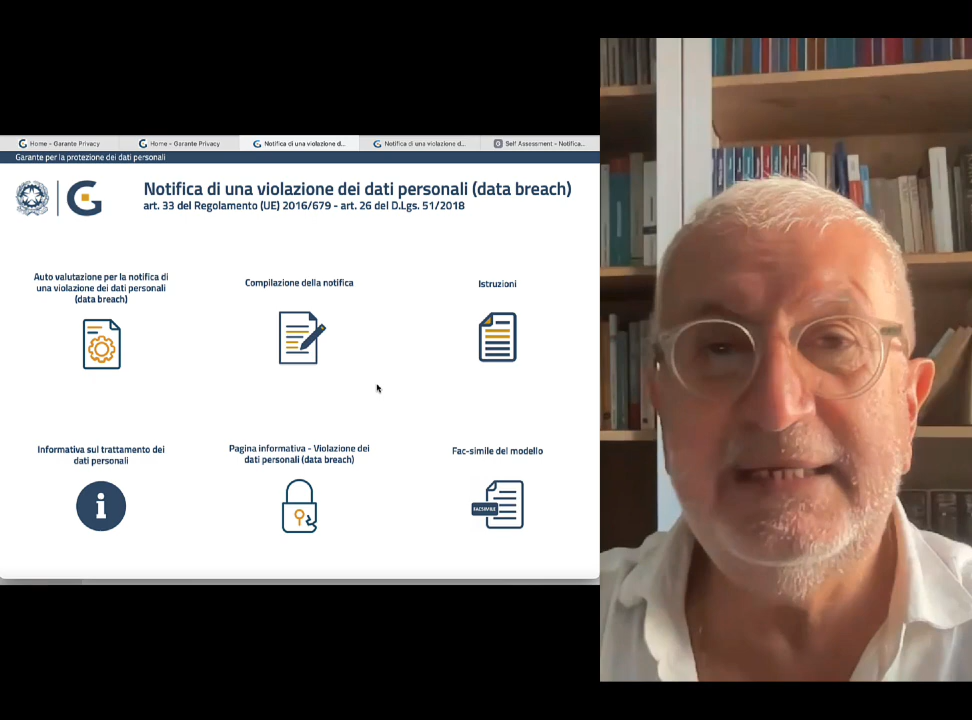 Home - Garante Privacy
Home - Garante Privacy
Notifica di una violazione d...
Notifica di una violazione d...
Self Assessment - Notifica...
Garante per la protezione dei dati personali
Notifica di una violazione dei dati personali (data breach)
art. 33 del Regolamento (UE) 2016/679 - art. 26 del D.Lgs. 51/2018
Auto valutazione per la notifica di
una violazione dei dati personali
(data breach)
Compilazione della notifica
Istruzioni
Informativa sul trattamento dei
dati personali
Pagina informativa - Violazione dei
dati personali (data breach)
Fac-simile del modello
FACSIMILE